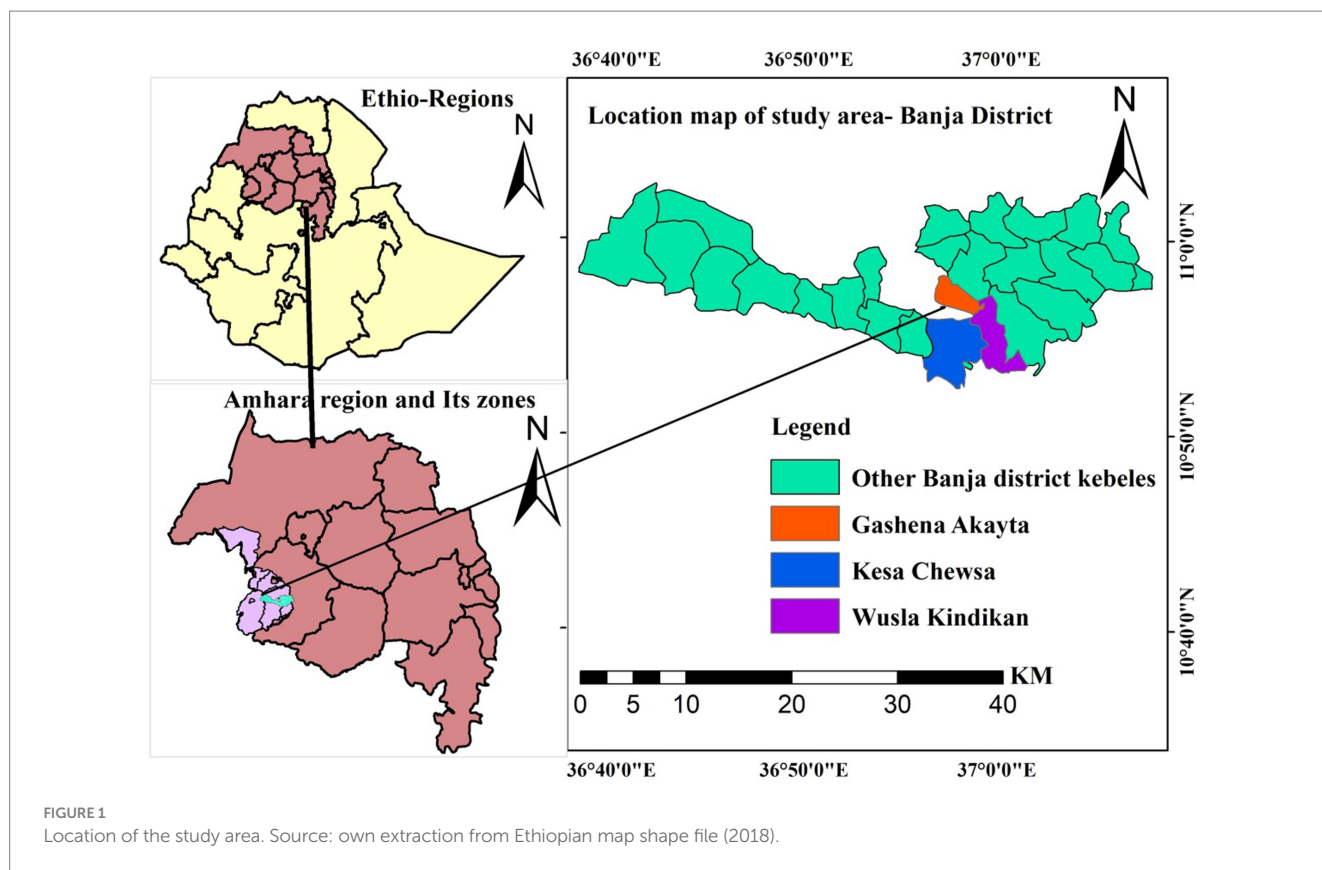 Ethio-Regions
N
Amhara region and Its zones
N
36°40'0"E 36°50'0"E 37°0'0"E
Location map of study area- Banja District
N
11°0'0"N
10°50'0"N
10°40'0"N
Legend
Other Banja district kebeles
Gashena Akayta
Kesa Chewsa
Wusla Kindikan
KM
0 5 10 20 30 40
36°40'0"E 36°50'0"E 37°0'0"E
FIGURE 1
Location of the study area. Source: own extraction from Ethiopian map shape file (2018).